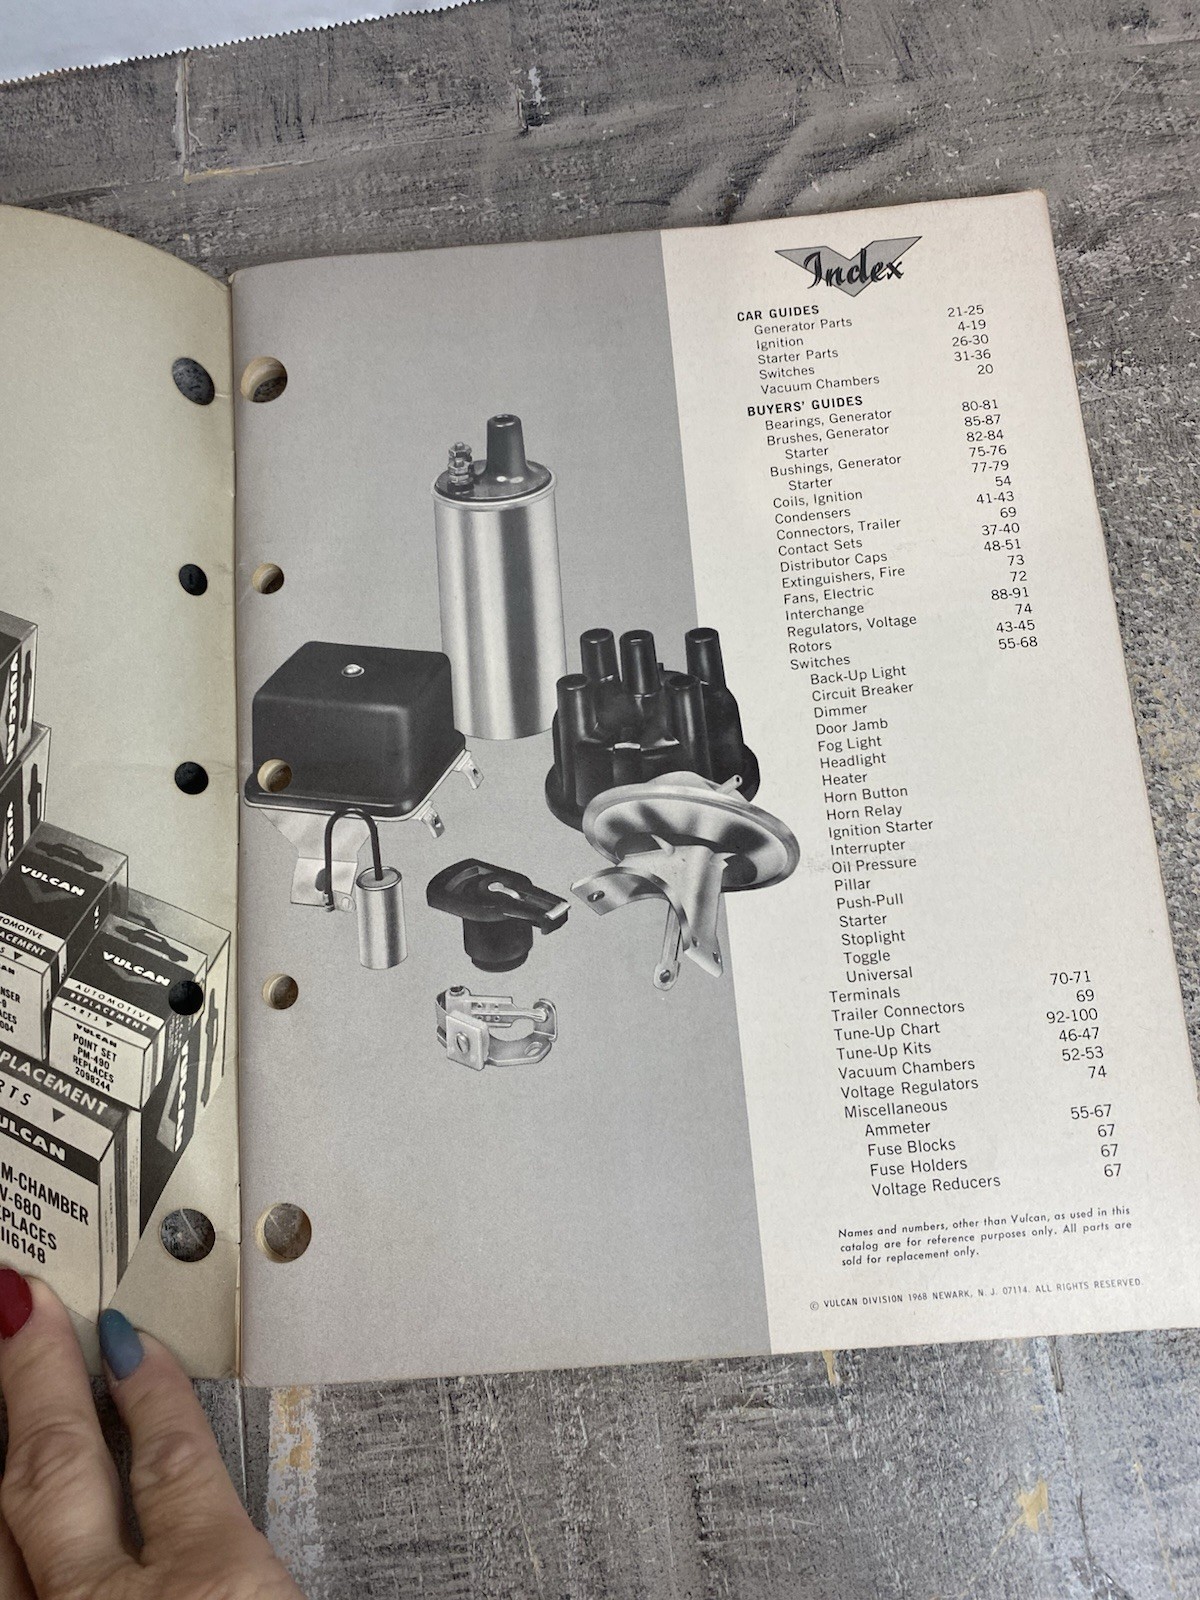 VULCAN
VULCAN
VULCAN
AUTOMOTIVE
REPLACEMENT
PARTS
VULCAN
POINT SET
PM-490
REPLACES
2098244
VULCAN
Index
CAR GUIDES
Generator Parts 21-25
Ignition 4-19
Starter Parts 26-30
Switches 31-36
Vacuum Chambers 20
BUYERS' GUIDES
Bearings, Generator 80-81
Brushes, Generator 85-87
Starter 82-84
Bushings, Generator 75-76
Starter 77-79
Coils, Ignition 54
Condensers 41-43
Connectors, Trailer 69
Contact Sets 37-40
Distributor Caps 48-51
Extinguishers, Fire 73
Fans, Electric 72
Interchange 88-91
Regulators, Voltage 74
Rotors 43-45
Switches 55-68
Back-Up Light
Circuit Breaker
Dimmer
Door Jamb
Fog Light
Headlight
Heater
Horn Button
Horn Relay
Ignition Starter
Interrupter
Oil Pressure
Pillar
Push-Pull
Starter
Stoplight
Toggle
Universal
Terminals 70-71
Trailer Connectors 69
Tune-Up Chart 92-100
Tune-Up Kits 46-47
Vacuum Chambers 52-53
Voltage Regulators 74
Miscellaneous
Ammeter 55-67
Fuse Blocks 67
Fuse Holders 67
Voltage Reducers 67
Names and numbers, other than Vulcan, as used in this
catalog are for reference purposes only. All parts are
sold for replacement only.
© VULCAN DIVISION 1968 NEWARK, N. J. 07114. ALL RIGHTS RESERVED.